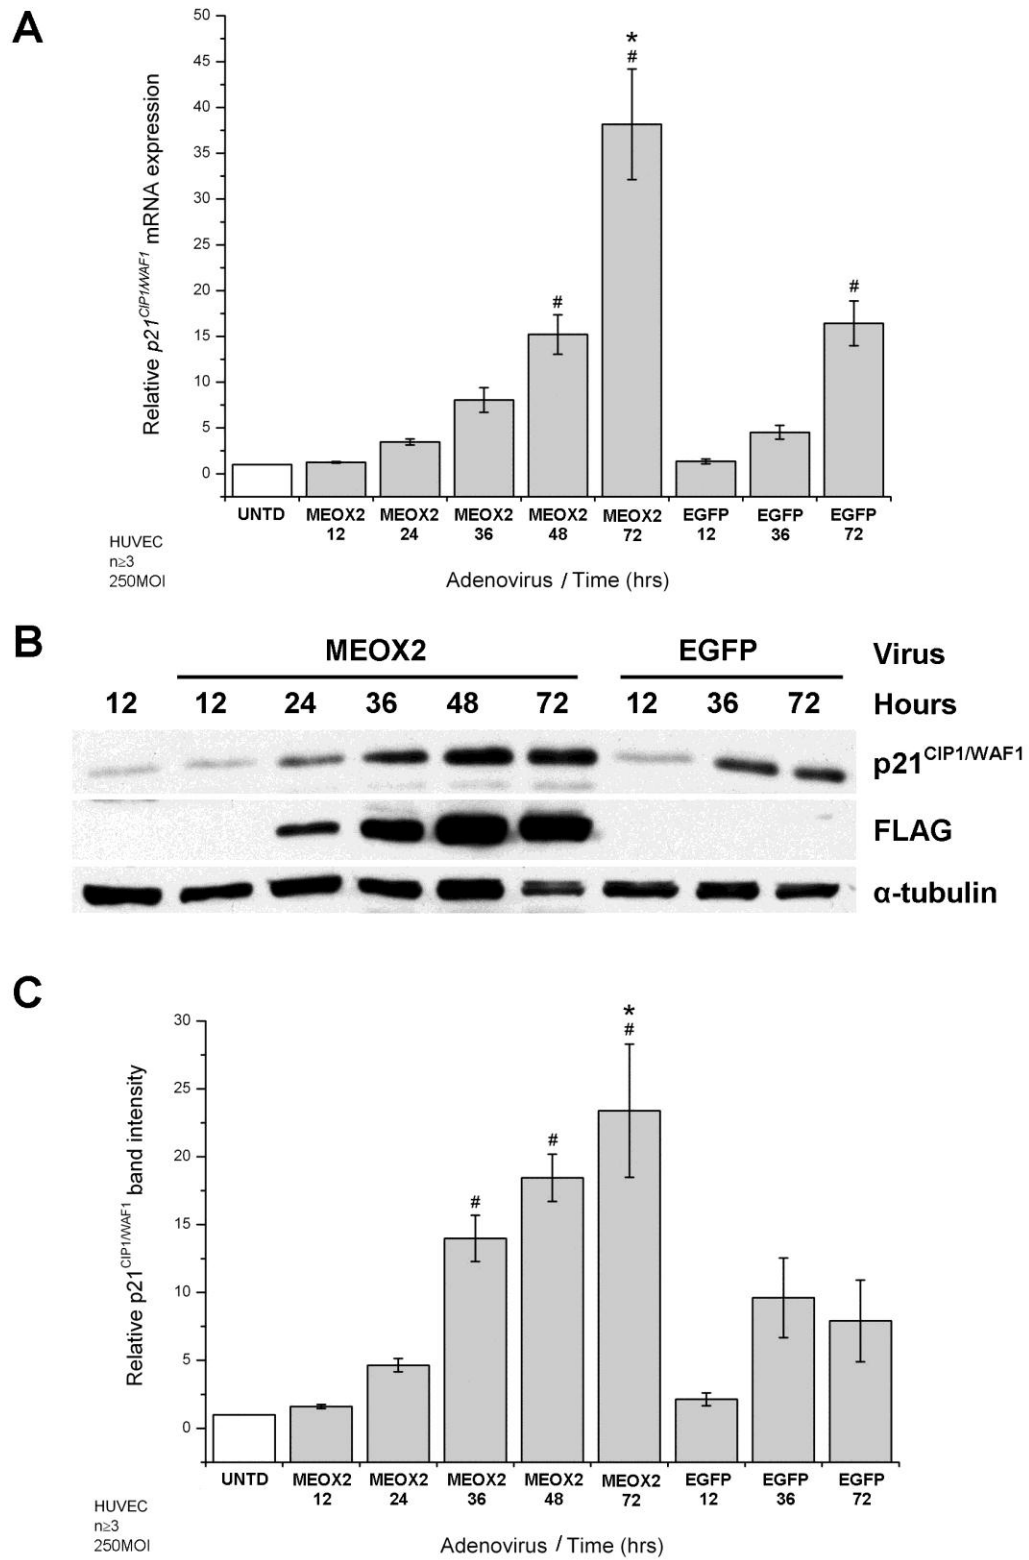 A
50
45
40
35
30
25
20
15
10
5
0
Relative p21CIP1/WAF1 mRNA expression
*
#
#
#
UNTD MEOX2 MEOX2 MEOX2 MEOX2 MEOX2 EGFP EGFP EGFP
12 24 36 48 72 12 36 72
HUVEC
n≥3
250MOI
Adenovirus / Time (hrs)
B
MEOX2 EGFP Virus
12 12 24 36 48 72 12 36 72 Hours
p21CIP1/WAF1
FLAG
α-tubulin
C
30
25
20
15
10
5
0
Relative p21CIP1/WAF1 band intensity
*
#
#
#
UNTD MEOX2 MEOX2 MEOX2 MEOX2 MEOX2 EGFP EGFP EGFP
12 24 36 48 72 12 36 72
HUVEC
n≥3
250MOI
Adenovirus / Time (hrs)